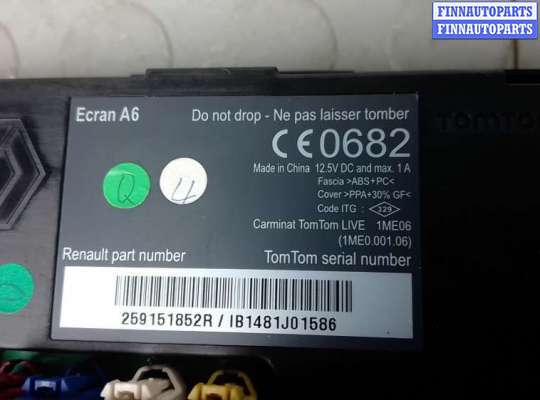 FINNAUTOPARTS
FINNAUTOPARTS
Ecran A6
Do not drop - Ne pas laisser tomber
CE0682
TOMTO
Made in China 12.5V DC and max. 1 A
Fascia >ABS+PC<
Cover >PPA+30% GF<
Code ITG : <329>
Q
4
Carminat TomTom LIVE 1ME06
(1ME0.001.06)
Renault part number
TomTom serial number
259151852R / IB1481J01586